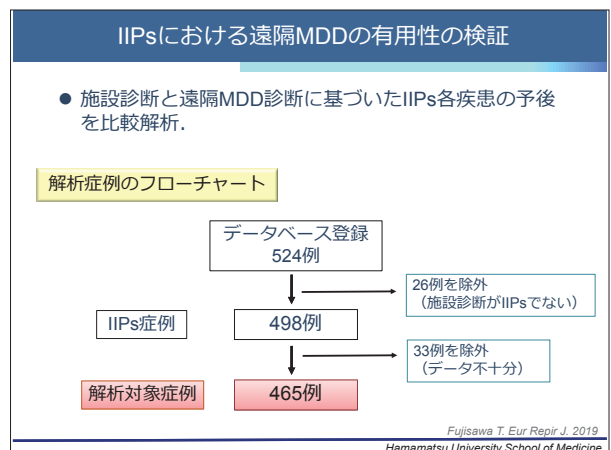 IIPsにおける遠隔MDDの有用性の検証
● 施設診断と遠隔MDD診断に基づいたIIPs各疾患の予後
を比較解析.
解析症例のフローチャート
データベース登録
524例
26例を除外
（施設診断がIIPsでない）
IIPs症例
498例
33例を除外
（データ不十分）
解析対象症例
465例
Fujisawa T. Eur Repir J. 2019
Hamamatsu University School of Medicine